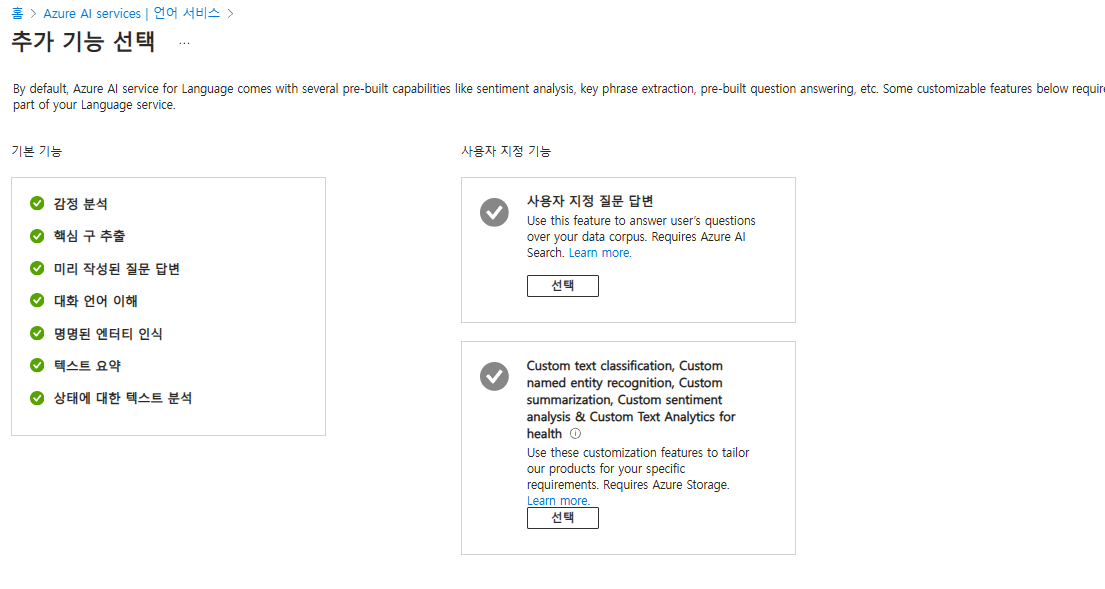 홈 > Azure AI services | 언어 서비스 >
추가 기능 선택 ...
By default, Azure AI service for Language comes with several pre-built capabilities like sentiment analysis, key phrase extraction, pre-built question answering, etc. Some customizable features below require
part of your Language service.
기본 기능
감정 분석
핵심 구 추출
미리 작성된 질문 답변
대화 언어 이해
명명된 엔터티 인식
텍스트 요약
상태에 대한 텍스트 분석
사용자 지정 기능
사용자 지정 질문 답변
Use this feature to answer user's questions
over your data corpus. Requires Azure AI
Search. Learn more.
선택
Custom text classification, Custom
named entity recognition, Custom
summarization, Custom sentiment
analysis & Custom Text Analytics for
health
Use these customization features to tailor
our products for your specific
requirements. Requires Azure Storage.
Learn more.
선택